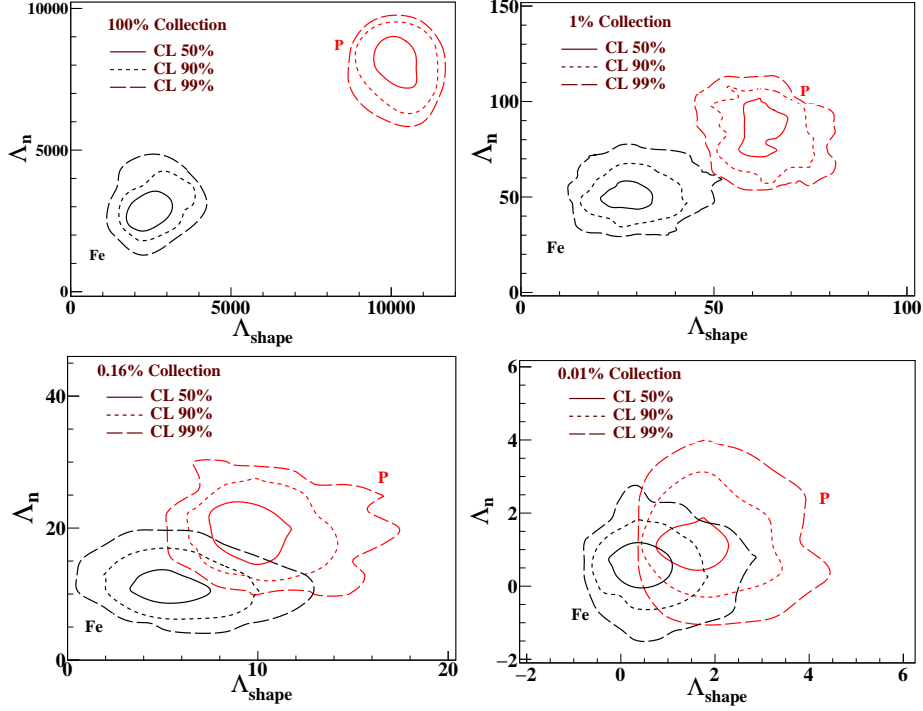 10000
5000
0
Λn
100% Collection
CL 50%
CL 90%
CL 99%
P
Fe
0
5000
10000
Λshape
150
100
50
0
Λn
1% Collection
CL 50%
CL 90%
CL 99%
P
Fe
0
50
100
Λshape
40
20
0
Λn
0.16% Collection
CL 50%
CL 90%
CL 99%
P
Fe
0
10
20
Λshape
6
4
2
0
−2
Λn
0.01% Collection
CL 50%
CL 90%
CL 99%
P
Fe
−2
0
2
4
6
Λshape